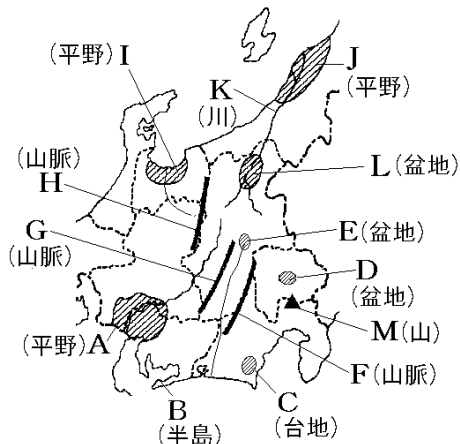 (平野) I
J
(平野)
K
(川)
(山脈)
H
L (盆地)
G
(山脈)
E (盆地)
D
(盆地)
M (山)
(平野) A
F (山脈)
B
(半島)
C
(台地)